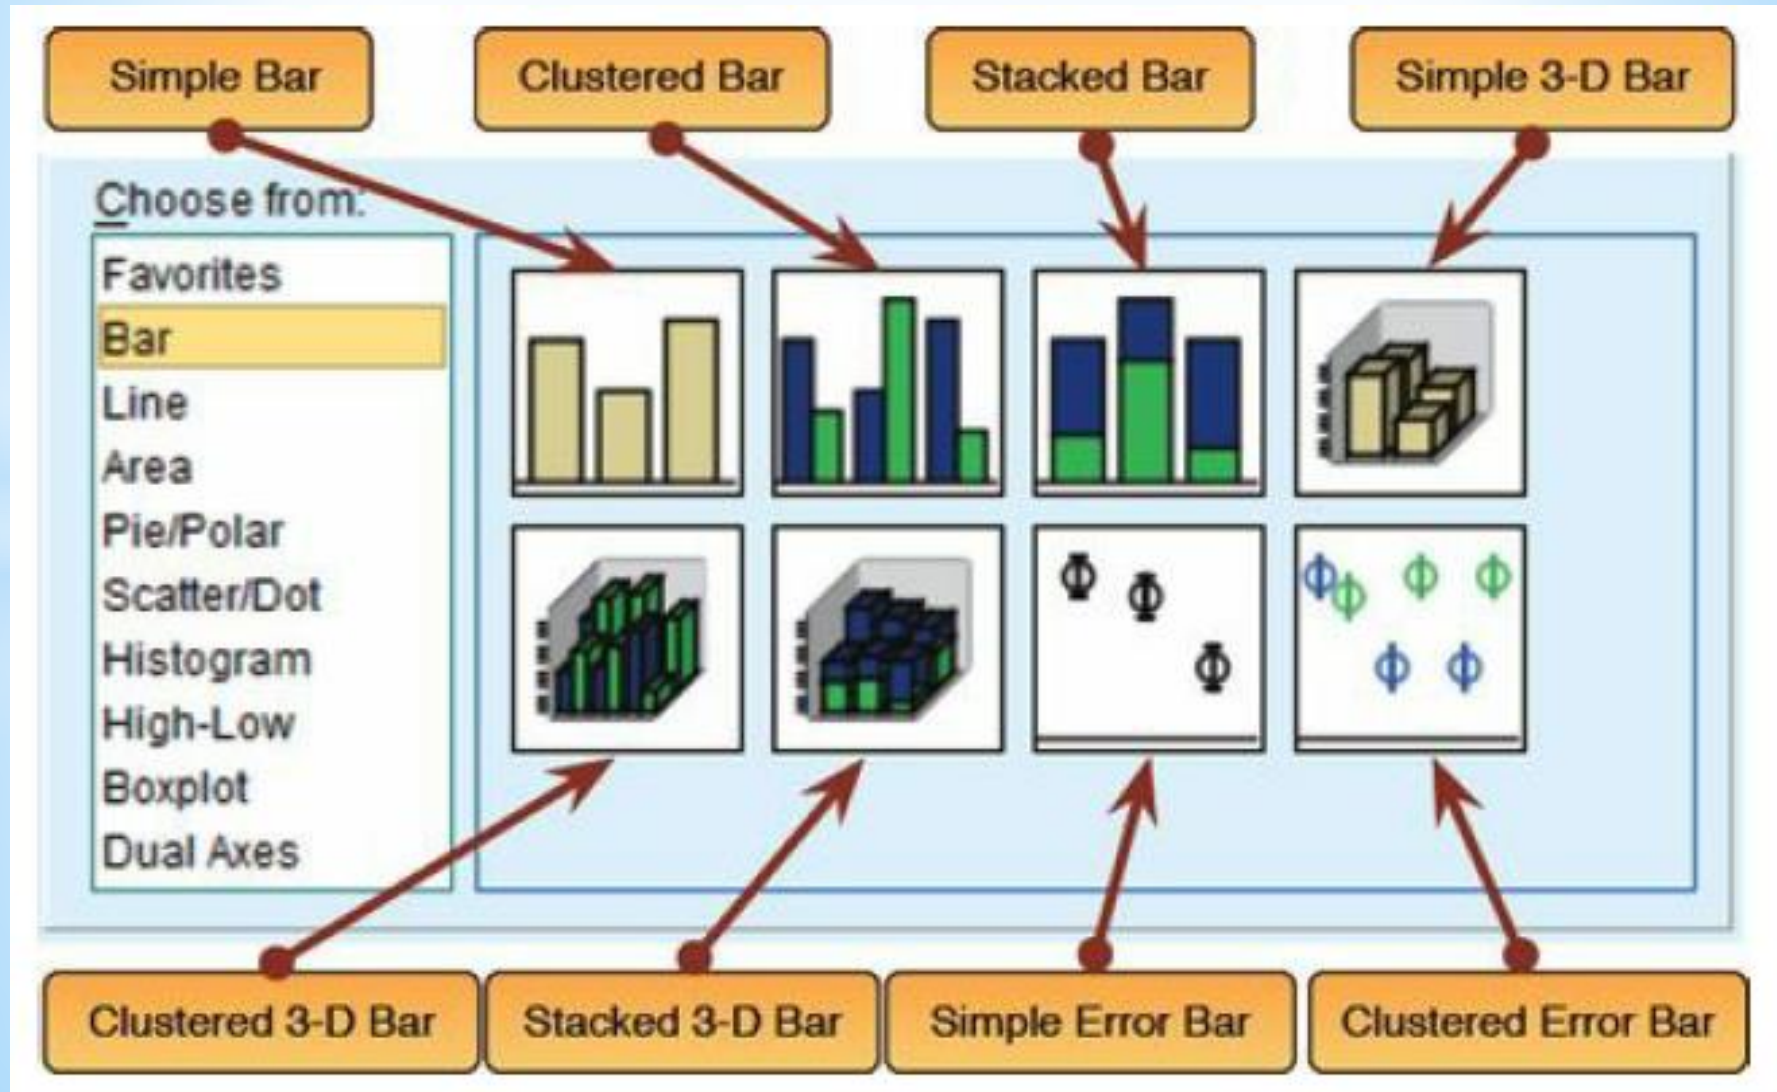 Simple Bar
Clustered Bar
Stacked Bar
Simple 3-D Bar
Choose from:
Favorites
Bar
Line
Area
Pie/Polar
Scatter/Dot
Histogram
High-Low
Boxplot
Dual Axes
Clustered 3-D Bar
Stacked 3-D Bar
Simple Error Bar
Clustered Error Bar